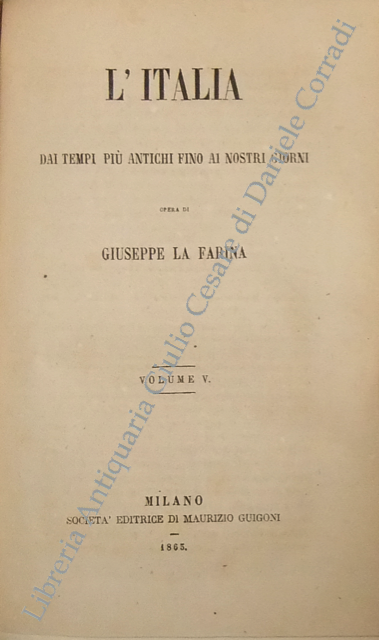 L' ITALIA
DAI TEMPI PIÙ ANTICHI FINO AI NOSTRI GIORNI
OPERA DI
GIUSEPPE LA FARINA
VOLUME V.
MILANO
SOCIETA' EDITRICE DI MAURIZIO GUIGONI
1863.
Libreria Antiquaria Giulio Cesare di Daniele Corradi